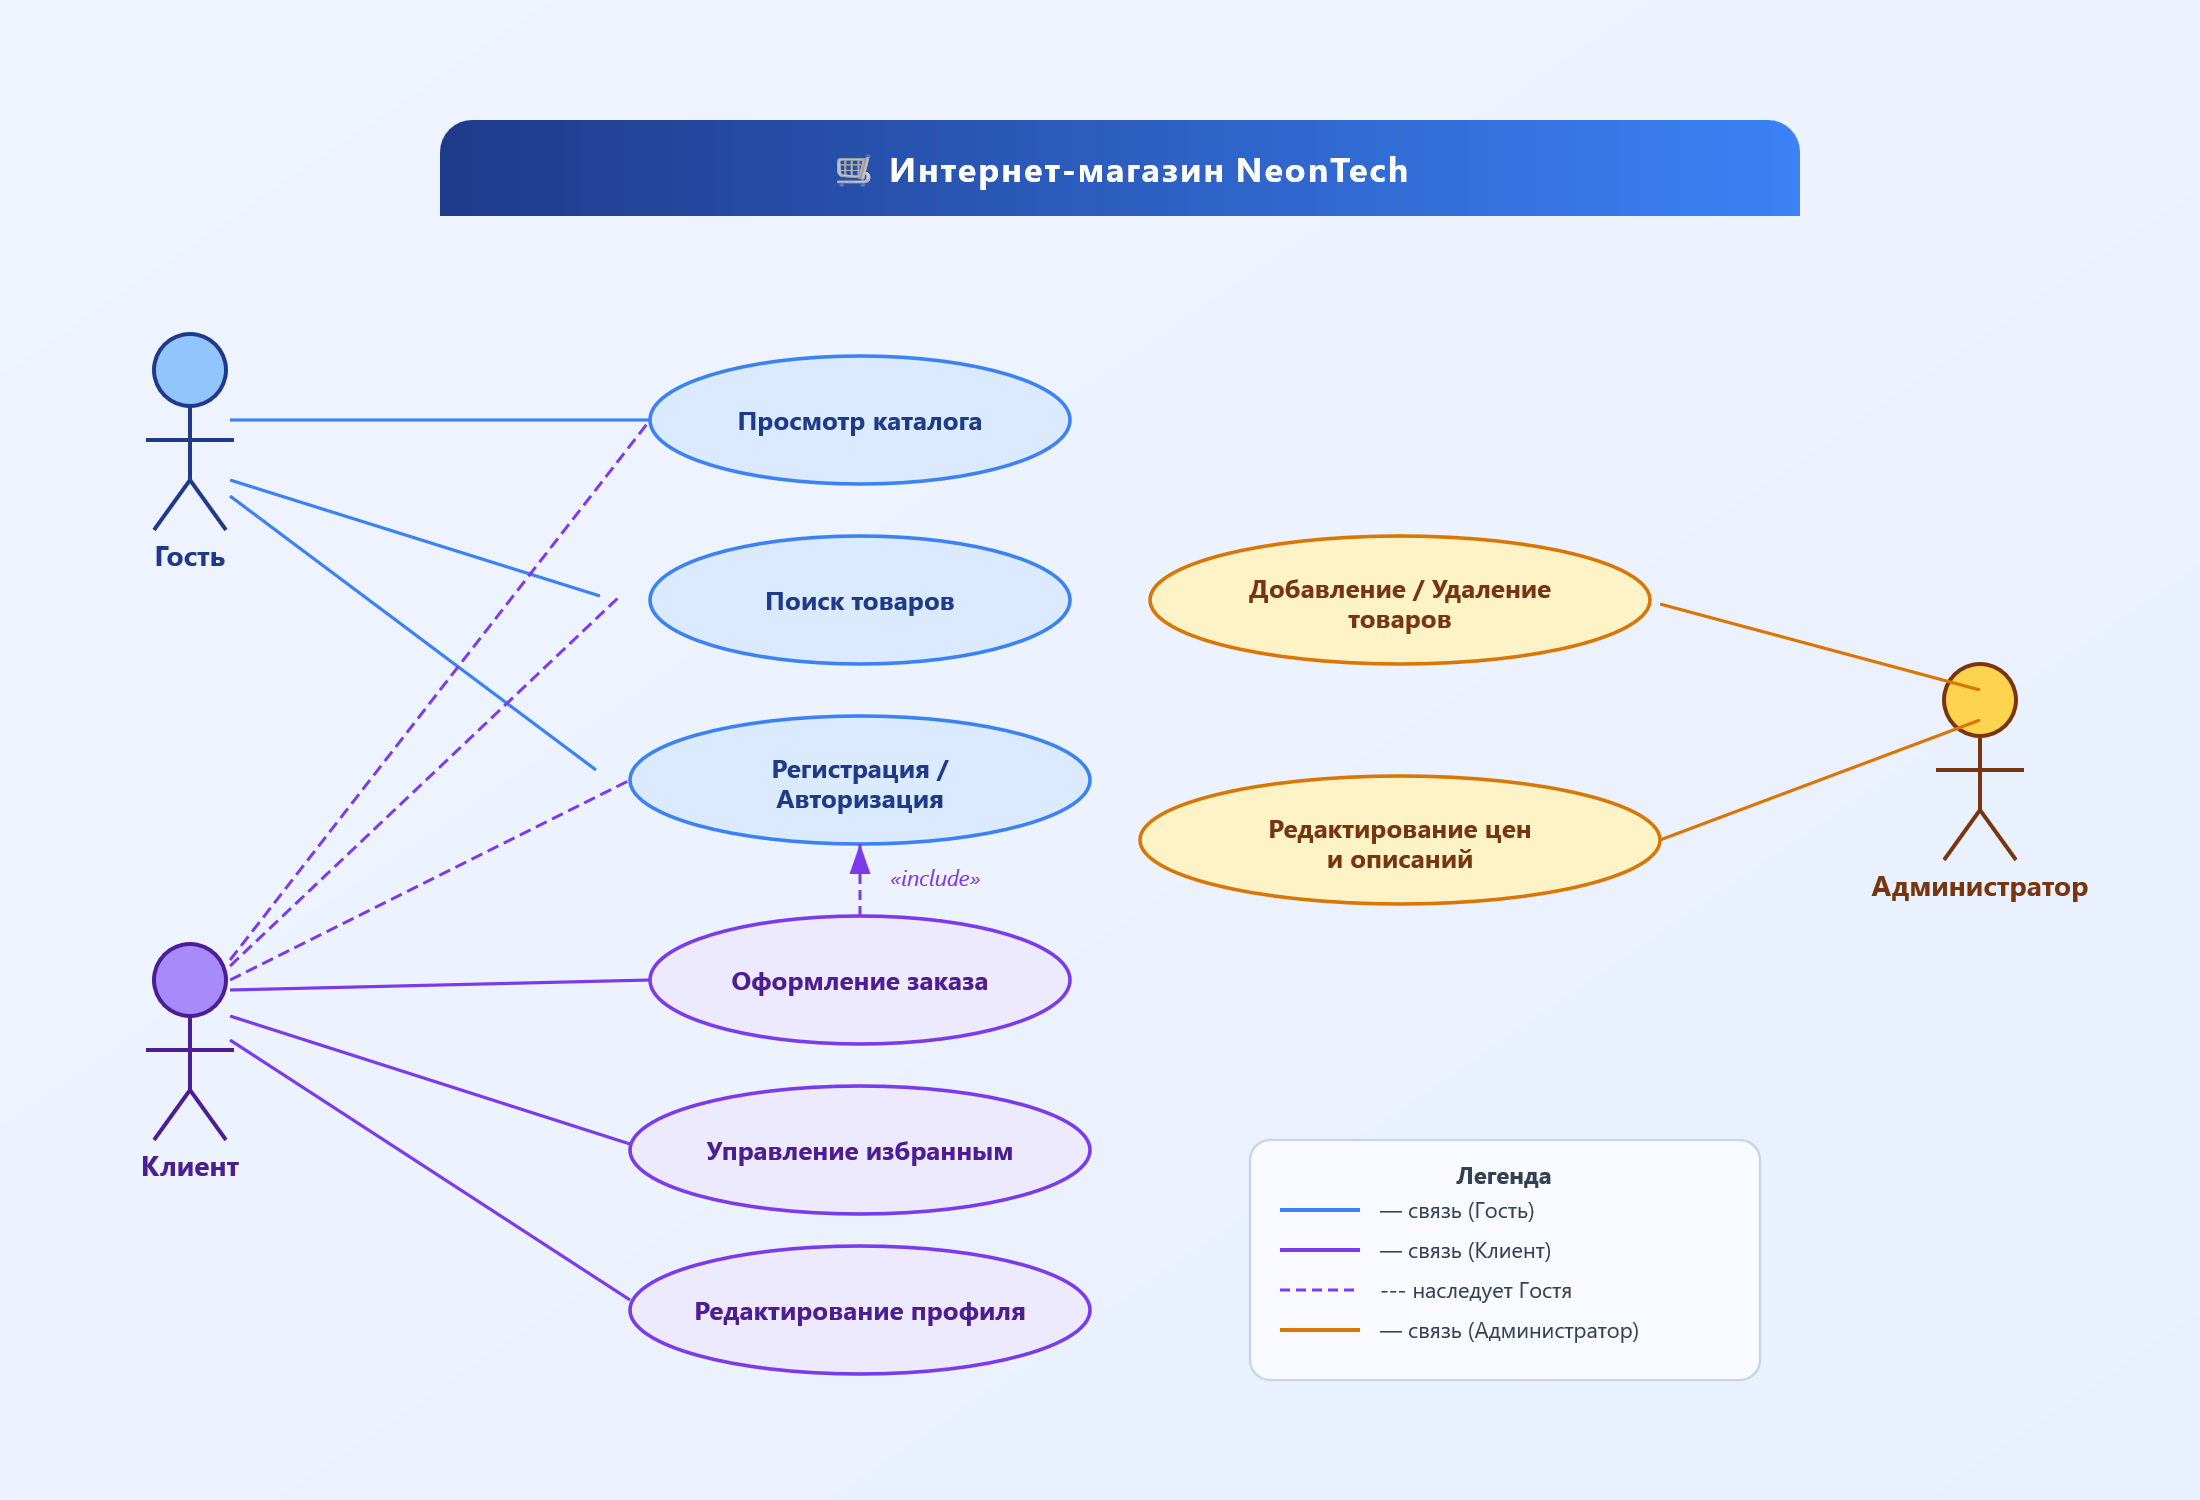 🛒 Интернет-магазин NeonTech
Гость
Просмотр каталога
Поиск товаров
Регистрация /
Авторизация
«include»
Оформление заказа
Управление избранным
Редактирование профиля
Клиент
Добавление / Удаление
товаров
Редактирование цен
и описаний
Администратор
Легенда
— связь (Гость)
— связь (Клиент)
--- наследует Гостя
— связь (Администратор)